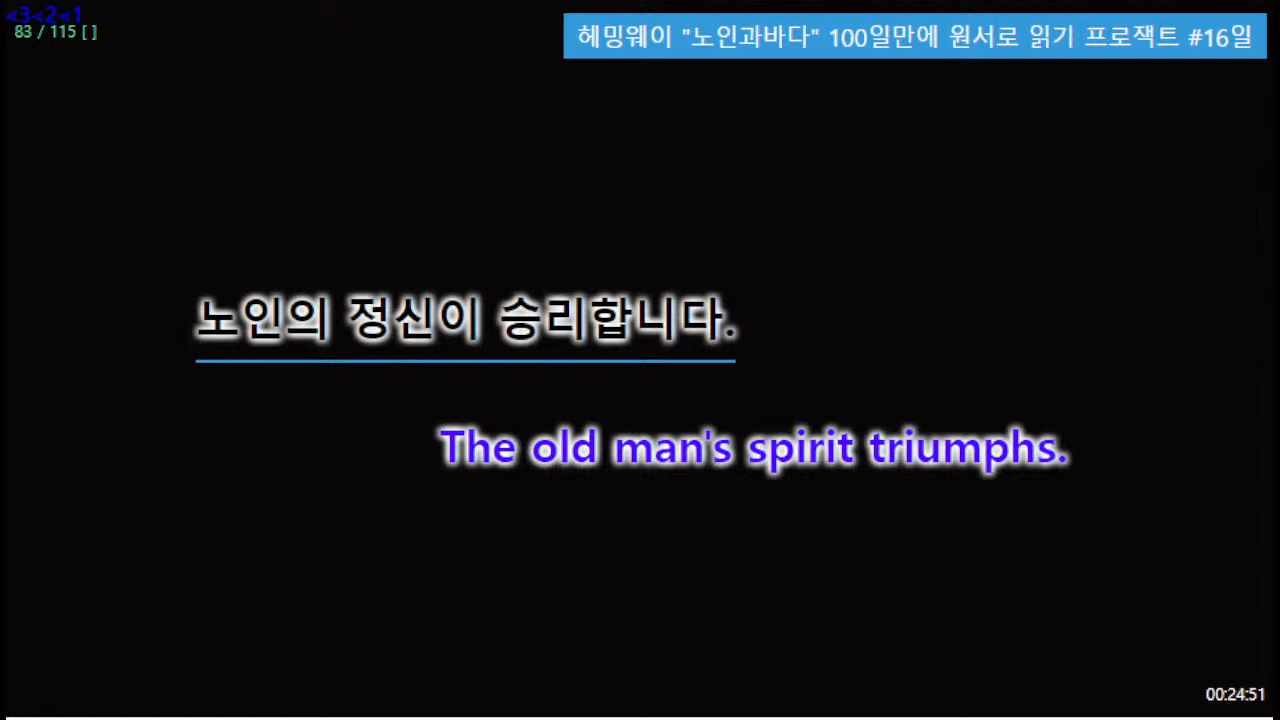 <3<2<1
83 / 115 [ ]
헤밍웨이 "노인과바다" 100일만에 원서로 읽기 프로잭트 #16일
노인의 정신이 승리합니다.
The old man's spirit triumphs.
00:24:51